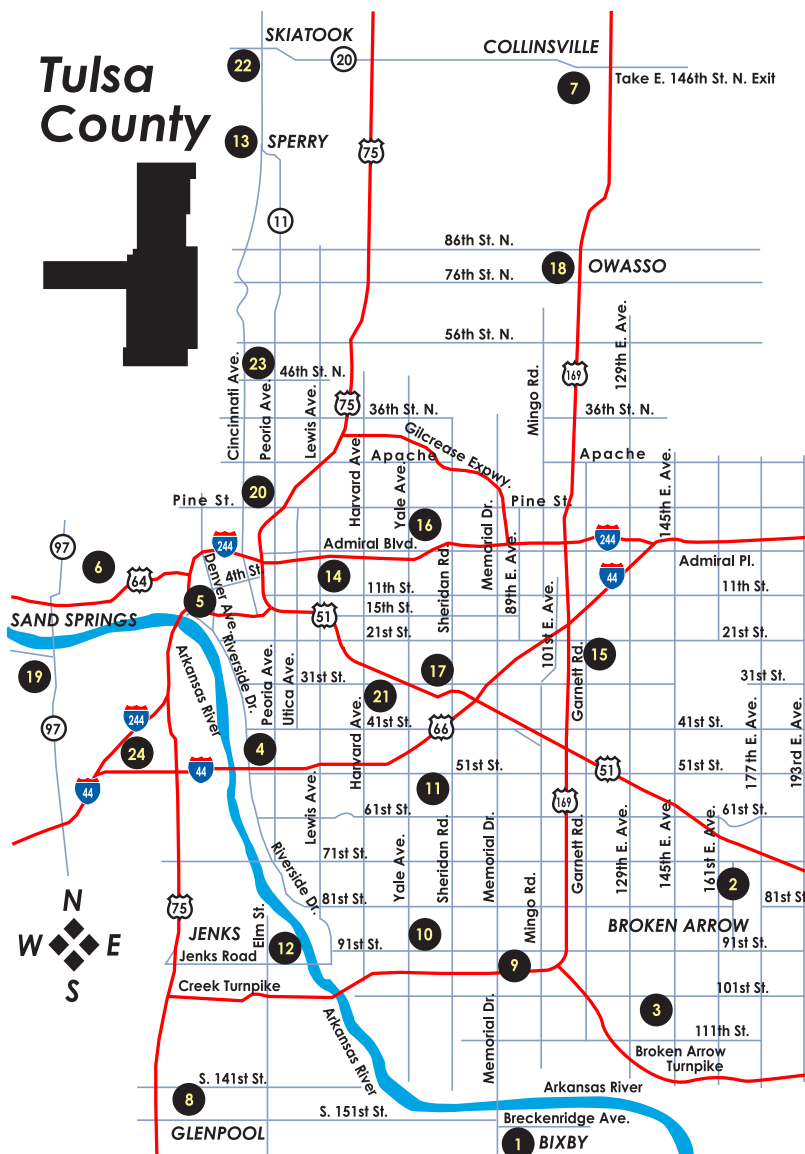 SKIATOOK
COLLINSVILLE
Tulsa
County
22
20
7
Take E. 146th St. N. Exit
13
SPERRY
75
11
86th St. N.
18
OWASSO
76th St. N.
56th St. N.
23
46th St. N.
169
129th E. Ave.
Cincinnati Ave.
Peoria Ave.
Lewis Ave.
75
36th St. N.
Mingo Rd.
36th St. N.
Gilcrease Expwy.
Apache
Apache
Harvard Ave.
Yale Ave.
145th E. Ave.
20
Pine St.
Pine St.
16
Memorial Dr.
97
244
Admiral Blvd.
244
6
64
Denver Ave.
4th St.
14
Sheridan Rd.
89th E. Ave.
44
Admiral Pl.
11th St.
11th St.
5
51
15th St.
SAND SPRINGS
21st St.
21st St.
101st E. Ave.
15
19
Arkansas River
Riverside Dr.
Peoria Ave.
Utica Ave.
31st St.
17
Garnett Rd.
31st St.
21
Harvard Ave.
41st St.
41st St.
177th E. Ave.
193rd E. Ave.
97
244
66
24
4
44
51st St.
51
51st St.
44
11
169
Lewis Ave.
61st St.
61st St.
Riverside Dr.
71st St.
Yale Ave.
Sheridan Rd.
Memorial Dr.
Garnett Rd.
129th E. Ave.
145th E. Ave.
161st E. Ave.
2
81st St.
81st St.
N
W
E
S
75
JENKS
Elm St.
12
Jenks Road
91st St.
10
Mingo Rd.
BROKEN ARROW
91st St.
9
Creek Turnpike
101st St.
3
Arkansas River
Memorial Dr.
111th St.
Broken Arrow
Turnpike
S. 141st St.
Arkansas River
8
S. 151st St.
Breckenridge Ave.
GLENPOOL
1
BIXBY